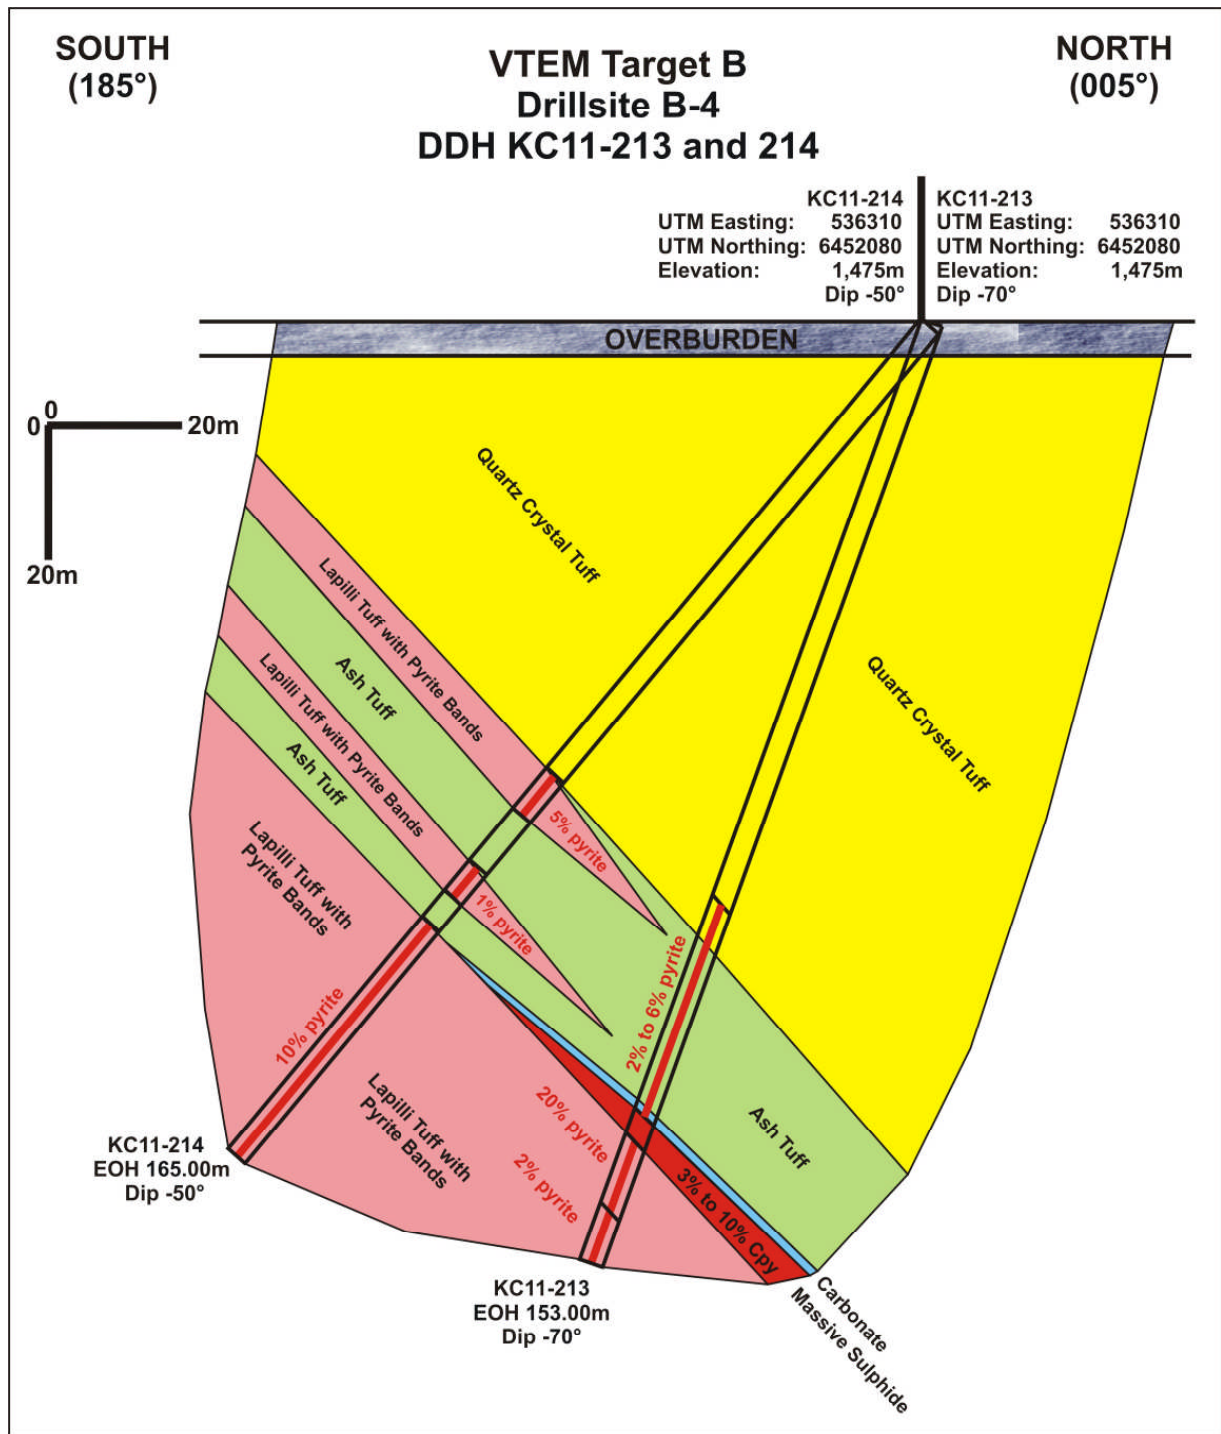 SOUTH
(185°)
VTEM Target B
Drillsite B-4
DDH KC11-213 and 214
NORTH
(005°)
KC11-214
UTM Easting: 536310
UTM Northing: 6452080
Elevation: 1,475m
Dip -50°
KC11-213
UTM Easting: 536310
UTM Northing: 6452080
Elevation: 1,475m
Dip -70°
OVERBURDEN
0
0
20m
20m
Quartz Crystal Tuff
Quartz Crystal Tuff
Lapilli Tuff with Pyrite Bands
Ash Tuff
Lapilli Tuff with Pyrite Bands
Ash Tuff
Lapilli Tuff with
Pyrite Bands
5% pyrite
1% pyrite
10% pyrite
2% to 6% pyrite
20% pyrite
2% pyrite
Lapilli Tuff with
Pyrite Bands
Ash Tuff
3% to 10% Cpy
Carbonate
Massive Sulphide
KC11-214
EOH 165.00m
Dip -50°
KC11-213
EOH 153.00m
Dip -70°